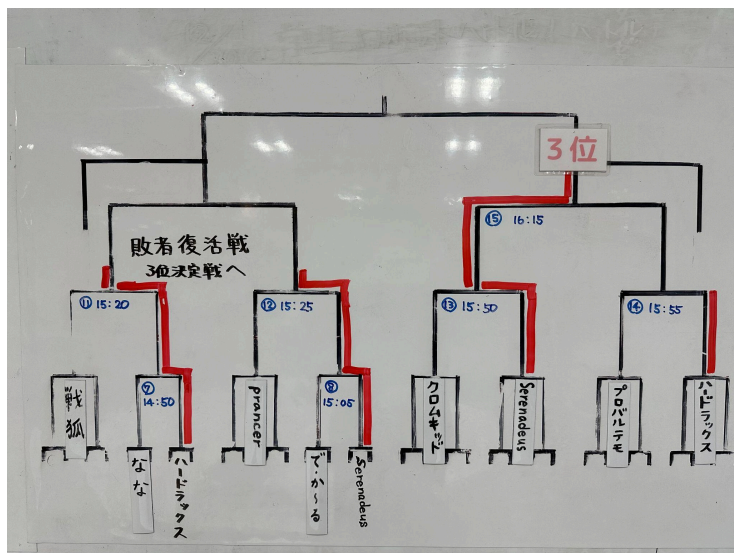 3位
⑮ 16:15
敗者復活戦
3位決定戦へ
⑪ 15:20
⑫ 15:25
⑬ 15:50
⑭ 15:55
⑦
14:50
⑧
15:05
戦狐
prancer
クロムキッド
Serenadeus
プロバルテモ
ハードラックス
なな
ハードラックス
で・か〜る
Serenadeus